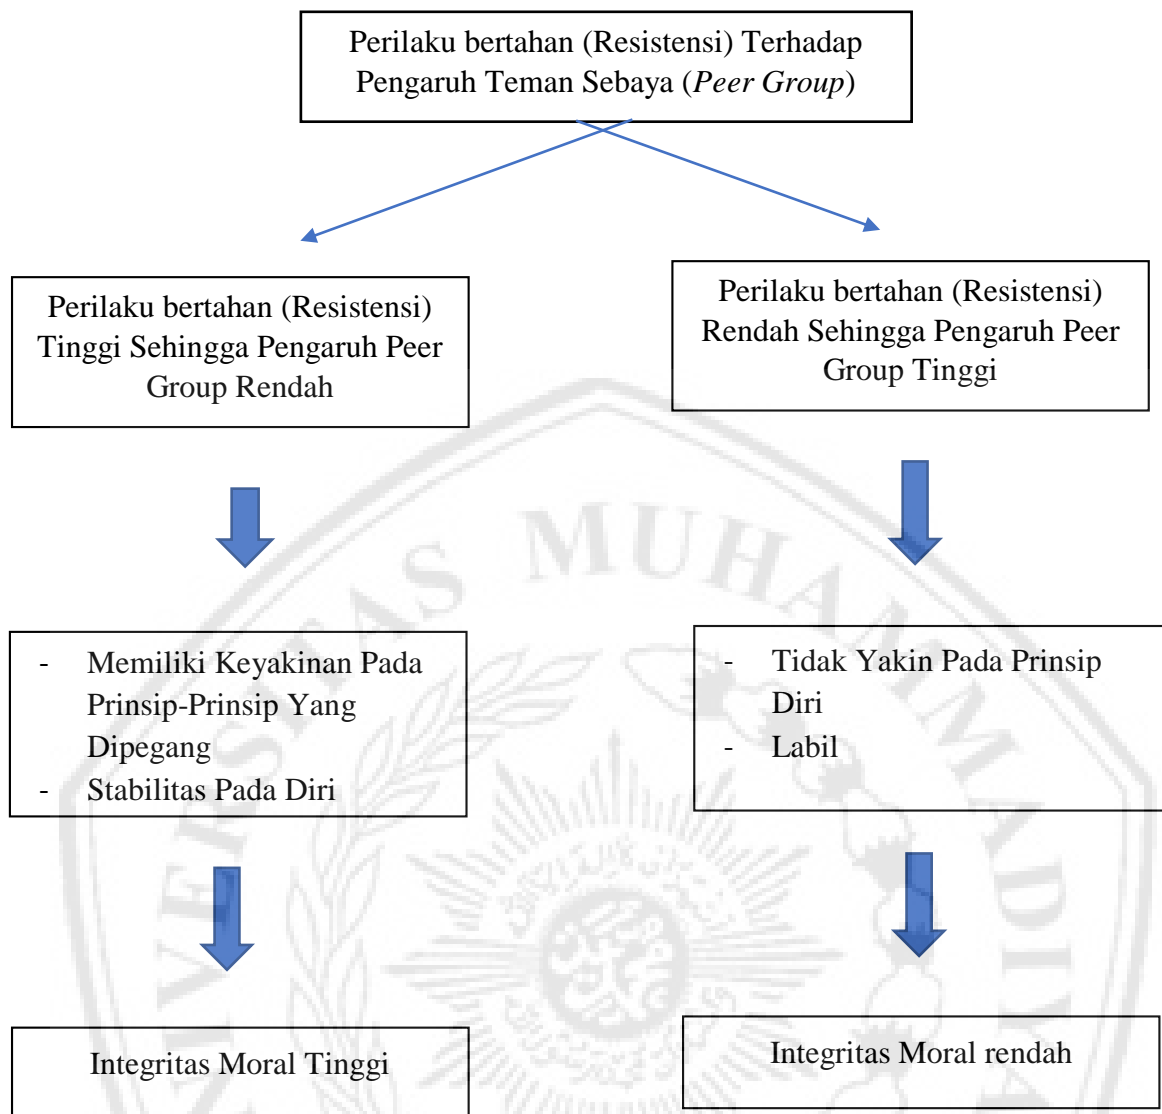 Perilaku bertahan (Resistensi) Terhadap
Pengaruh Teman Sebaya (Peer Group)
Perilaku bertahan (Resistensi)
Tinggi Sehingga Pengaruh Peer
Group Rendah
Perilaku bertahan (Resistensi)
Rendah Sehingga Pengaruh Peer
Group Tinggi
- Memiliki Keyakinan Pada
Prinsip-Prinsip Yang
Dipegang
- Stabilitas Pada Diri
- Tidak Yakin Pada Prinsip
Diri
- Labil
Integritas Moral Tinggi
Integritas Moral rendah
IVERSITAS MUHAMMADIYA